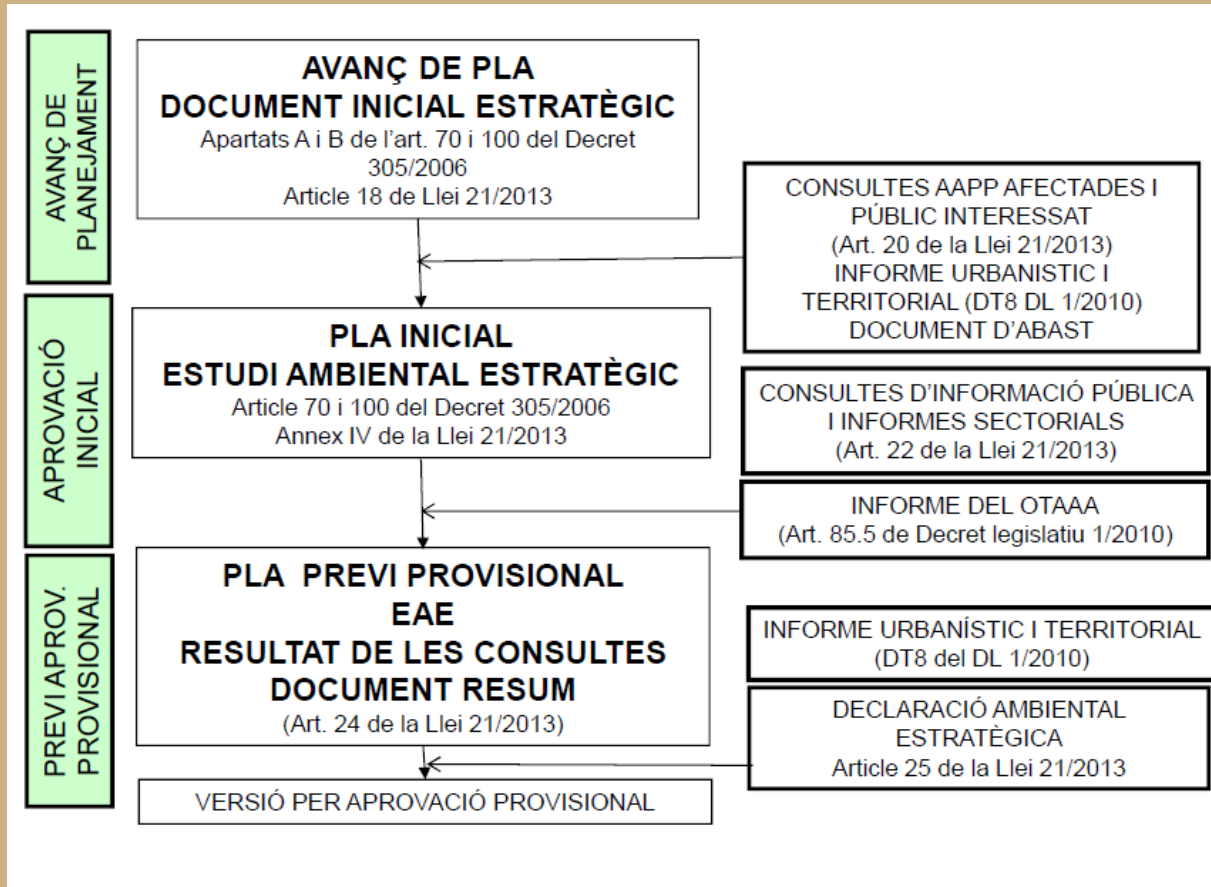 AVANÇ DE
PLANEJAMENT
AVANÇ DE PLA
DOCUMENT INICIAL ESTRATÈGIC
Apartats A i B de l'art. 70 i 100 del Decret
305/2006
Article 18 de Llei 21/2013
CONSULTES AAPP AFECTADES I
PÚBLIC INTERESSAT
(Art. 20 de la Llei 21/2013)
INFORME URBANISTIC I
TERRITORIAL (DT8 DL 1/2010)
DOCUMENT D'ABAST
APROVACIÓ
INICIAL
PLA INICIAL
ESTUDI AMBIENTAL ESTRATÈGIC
Article 70 i 100 del Decret 305/2006
Annex IV de la Llei 21/2013
CONSULTES D'INFORMACIÓ PÚBLICA
I INFORMES SECTORIALS
(Art. 22 de la Llei 21/2013)
INFORME DEL OTAAA
(Art. 85.5 de Decret legislatiu 1/2010)
PREVI APROV.
PROVISIONAL
PLA PREVI PROVISIONAL
EAE
RESULTAT DE LES CONSULTES
DOCUMENT RESUM
(Art. 24 de la Llei 21/2013)
INFORME URBANÍSTIC I TERRITORIAL
(DT8 del DL 1/2010)
DECLARACIÓ AMBIENTAL
ESTRATÈGICA
Article 25 de la Llei 21/2013
VERSIÓ PER APROVACIÓ PROVISIONAL